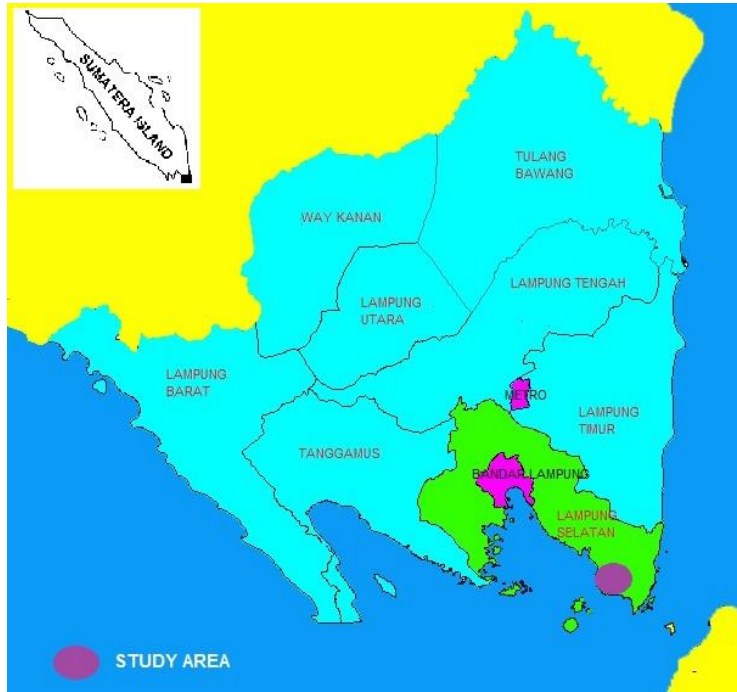 SUMATERA ISLAND
TULANG
BAWANG
WAY KANAN
LAMPUNG TENGAH
LAMPUNG
UTARA
LAMPUNG
BARAT
METRO
LAMPUNG
TIMUR
TANGGAMUS
BANDAR LAMPUNG
LAMPUNG
SELATAN
STUDY AREA